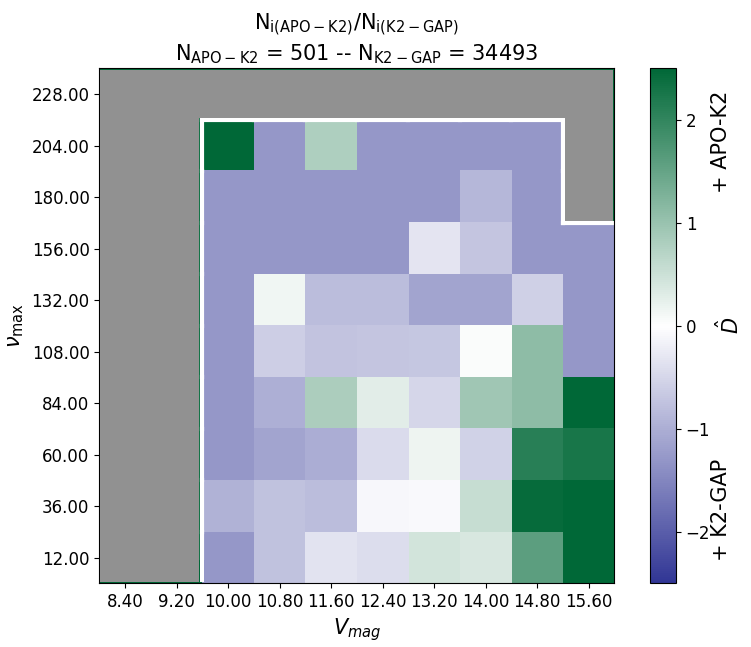 N_i(APO−K2)/N_i(K2−GAP)
N_APO−K2 = 501 -- N_K2−GAP = 34493
228.00
204.00
180.00
156.00
132.00
108.00
84.00
60.00
36.00
12.00
ν_max
8.40 9.20 10.00 10.80 11.60 12.40 13.20 14.00 14.80 15.60
V_mag
2
1
0
−1
−2
+ APO-K2
D̂
+ K2-GAP